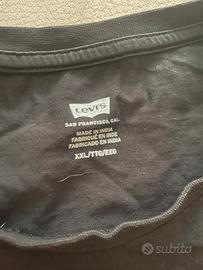 Levi's
SAN FRANCISCO, CAL.
MADE IN INDIA
FABRIQUÉ EN INDE
FABRICADO EN INDIA
XXL/TTG/EEG
subito